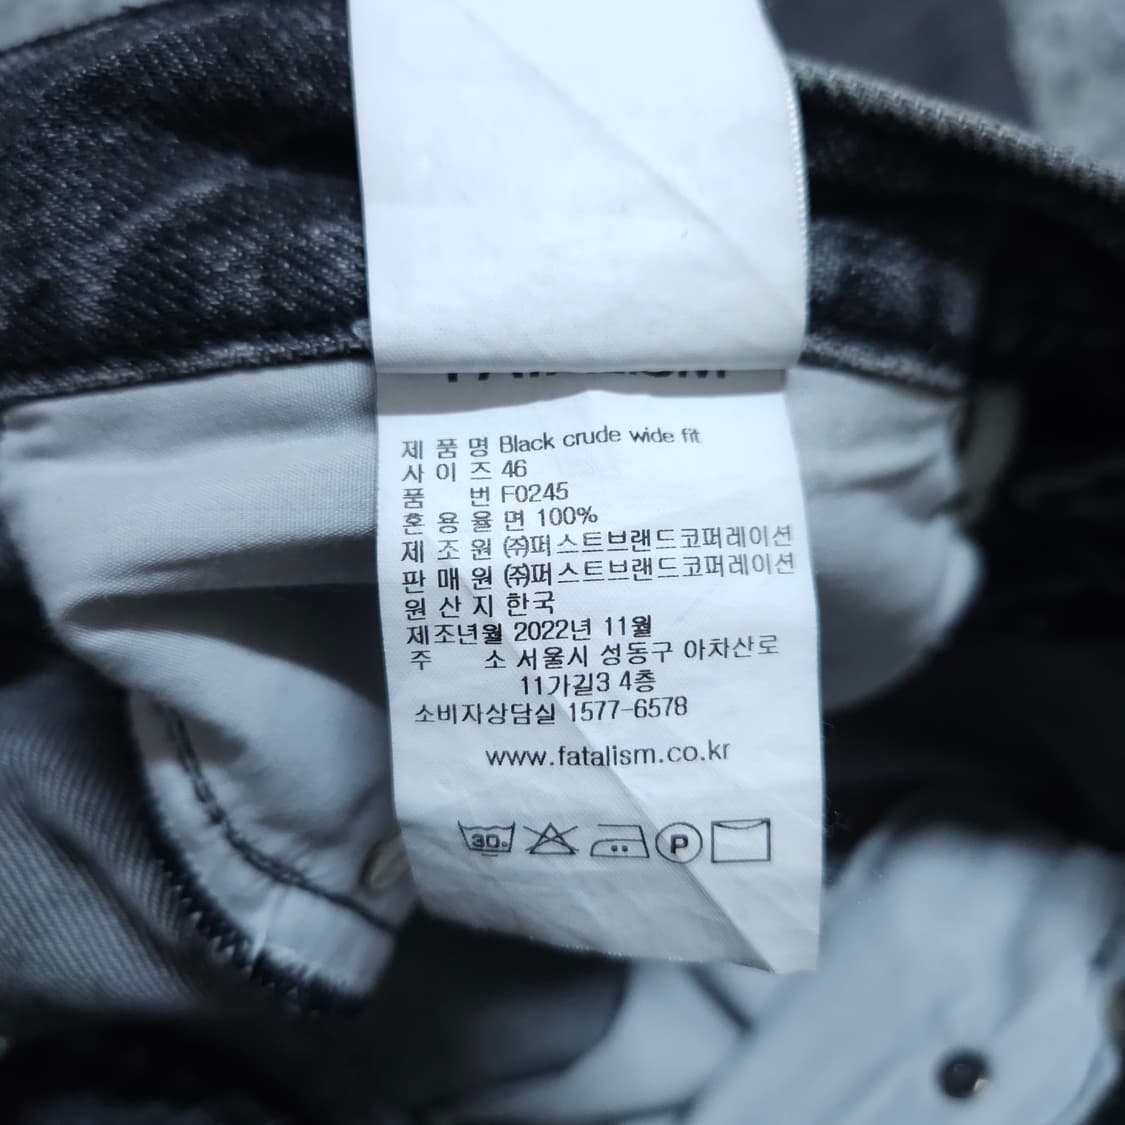 FATALISM
제 품 명 Black crude wide fit
사 이 즈 46
품 번 F0245
혼 용 율 면 100%
제 조 원 ㈜퍼스트브랜드코퍼레이션
판 매 원 ㈜퍼스트브랜드코퍼레이션
원 산 지 한국
제조년월 2022년 11월
주 소 서울시 성동구 아차산로
11가길3 4층
소비자상담실 1577-6578
www.fatalism.co.kr
30°
P